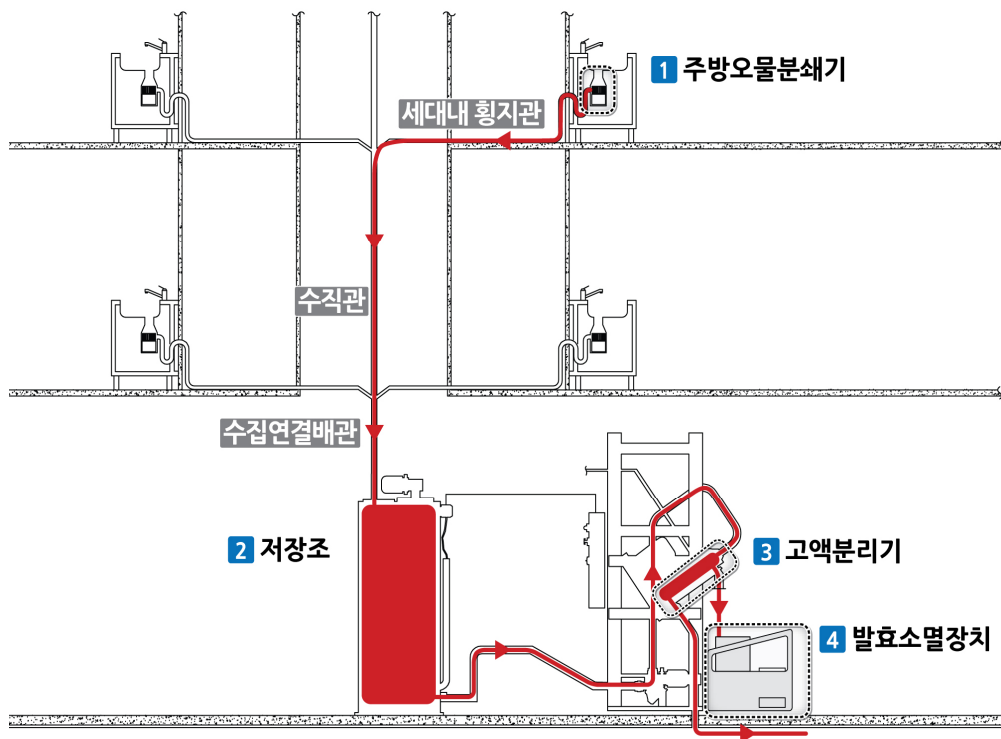 1 주방오물분쇄기
세대내 횡지관
수직관
수집연결배관
2 저장조
3 고액분리기
4 발효소멸장치